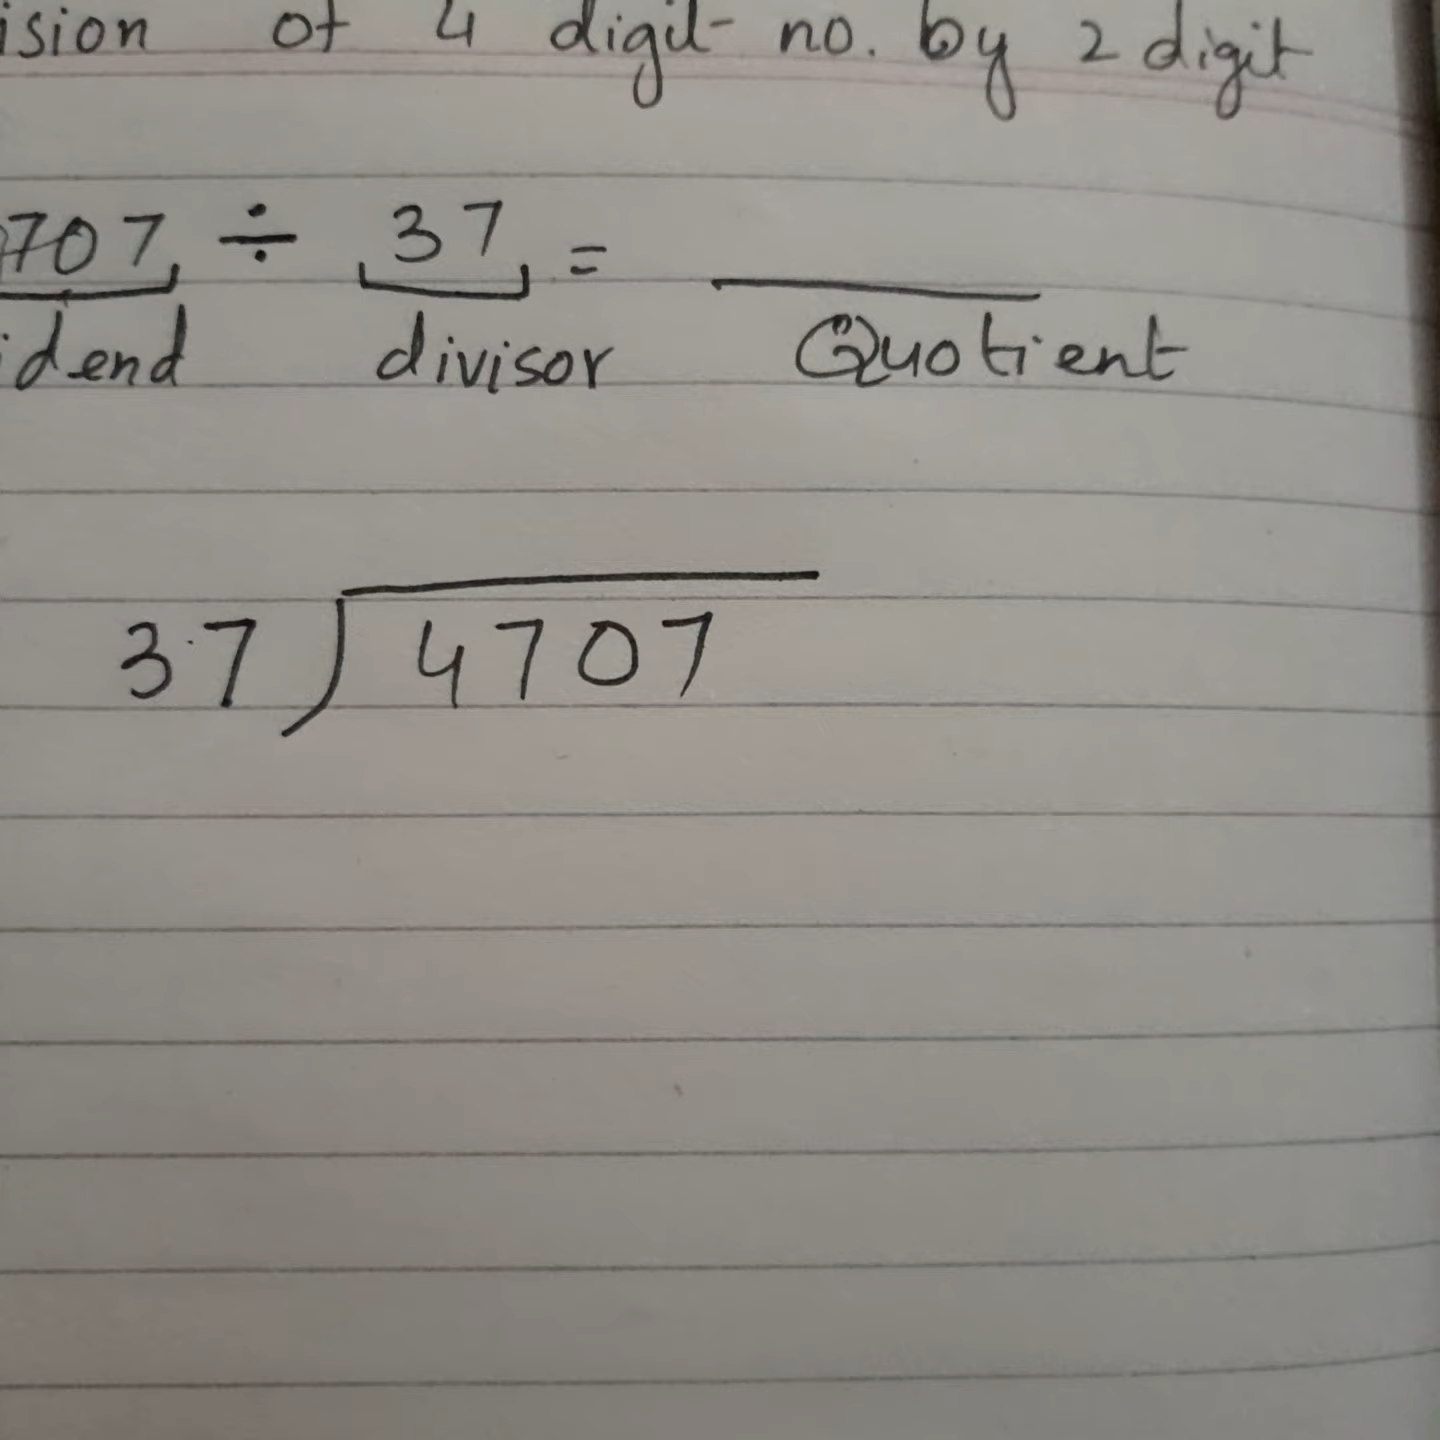 ision of 4 digit no. by 2 digit
707 ÷ 37 =
idend divisor Quotient
37 4707